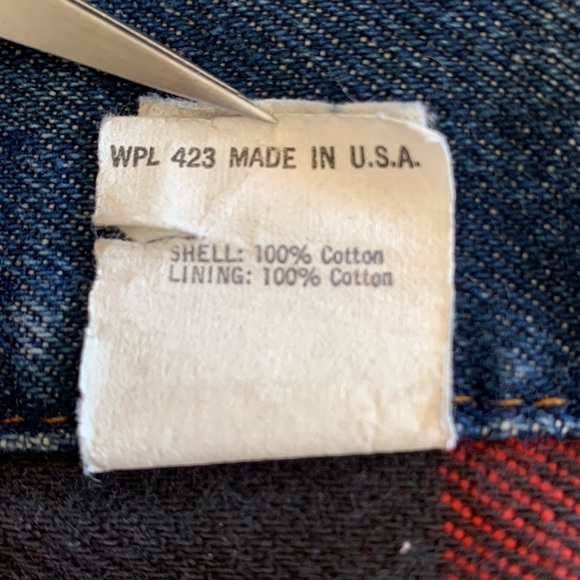 WPL 423 MADE IN U.S.A.
SHELL: 100% Cotton
LINING: 100% Cotton